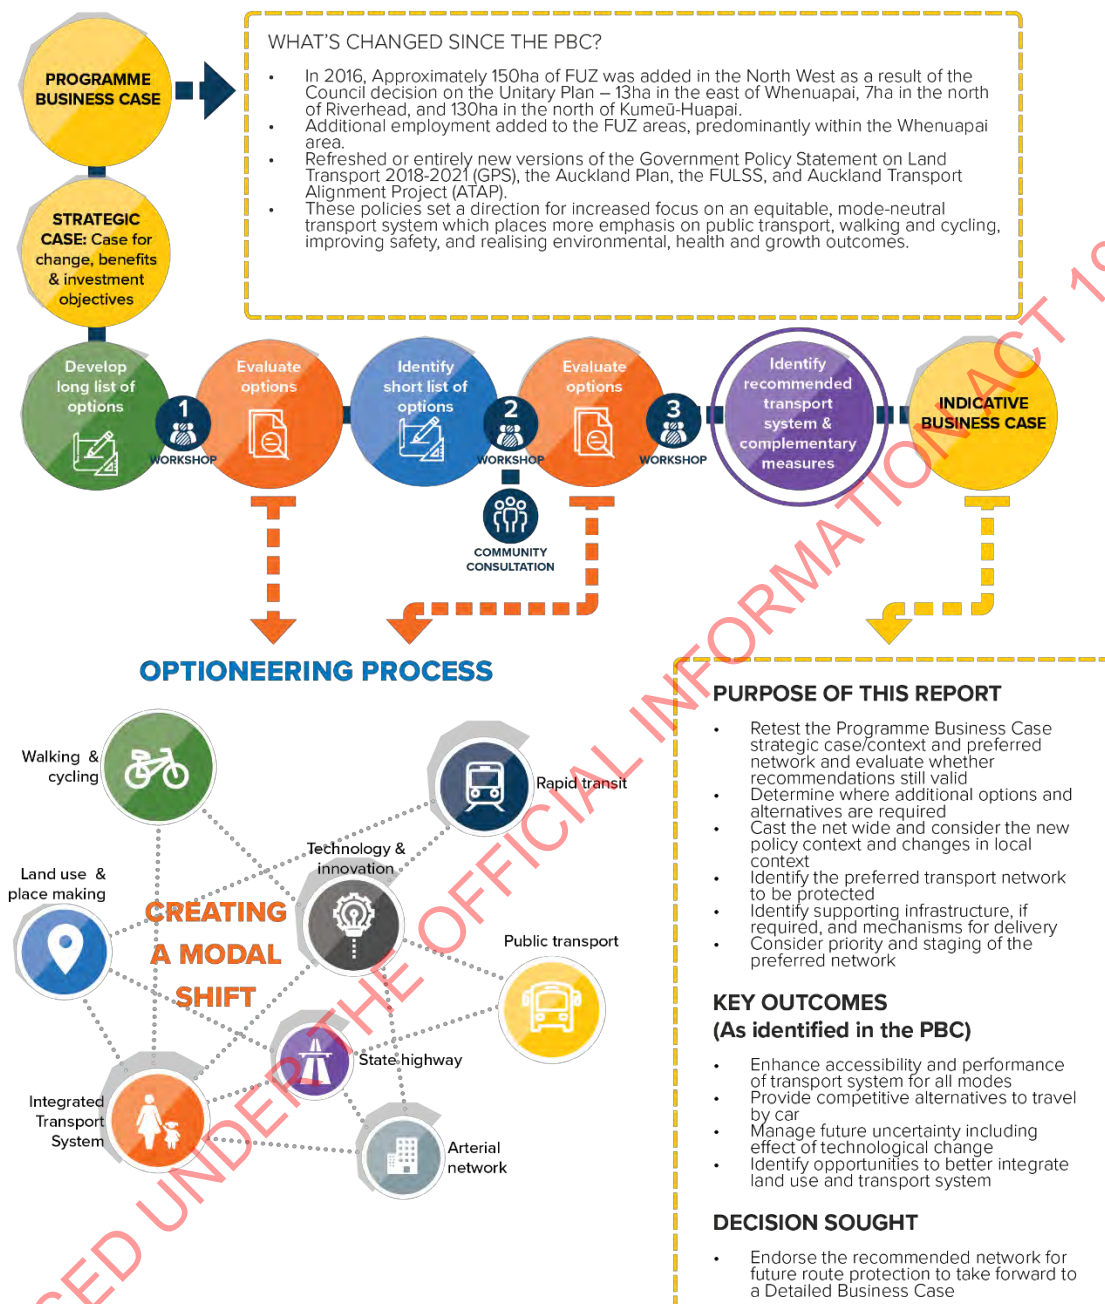 PROGRAMME
BUSINESS CASE
WHAT'S CHANGED SINCE THE PBC?
• In 2016, Approximately 150ha of FUZ was added in the North West as a result of the
Council decision on the Unitary Plan – 13ha in the east of Whenuapai, 7ha in the north
of Riverhead, and 130ha in the north of Kumeū-Huapai.
• Additional employment added to the FUZ areas, predominantly within the Whenuapai
area.
• Refreshed or entirely new versions of the Government Policy Statement on Land
Transport 2018-2021 (GPS), the Auckland Plan, the FULSS, and Auckland Transport
Alignment Project (ATAP).
• These policies set a direction for increased focus on an equitable, mode-neutral
transport system which places more emphasis on public transport, walking and cycling,
improving safety, and realising environmental, health and growth outcomes.
STRATEGIC
CASE: Case for
change, benefits
& investment
objectives
Develop
long list of
options
1
WORKSHOP
Evaluate
options
Identify
short list of
options
2
WORKSHOP
COMMUNITY
CONSULTATION
Evaluate
options
3
WORKSHOP
Identify
recommended
transport
system &
complementary
measures
INDICATIVE
BUSINESS CASE
OPTIONEERING PROCESS
Walking &
cycling
Rapid transit
Technology &
innovation
Land use &
place making
CREATING
A MODAL
SHIFT
Public transport
State highway
Integrated
Transport
System
Arterial
network
PURPOSE OF THIS REPORT
• Retest the Programme Business Case
strategic case/context and preferred
network and evaluate whether
recommendations still valid
• Determine where additional options and
alternatives are required
• Cast the net wide and consider the new
policy context and changes in local
context
• Identify the preferred transport network
to be protected
• Identify supporting infrastructure, if
required, and mechanisms for delivery
• Consider priority and staging of the
preferred network
KEY OUTCOMES
(As identified in the PBC)
• Enhance accessibility and performance
of transport system for all modes
• Provide competitive alternatives to travel
by car
• Manage future uncertainty including
effect of technological change
• Identify opportunities to better integrate
land use and transport system
DECISION SOUGHT
• Endorse the recommended network for
future route protection to take forward to
a Detailed Business Case
CED UNDER THE OFFICIAL INFORMATION ACT 19